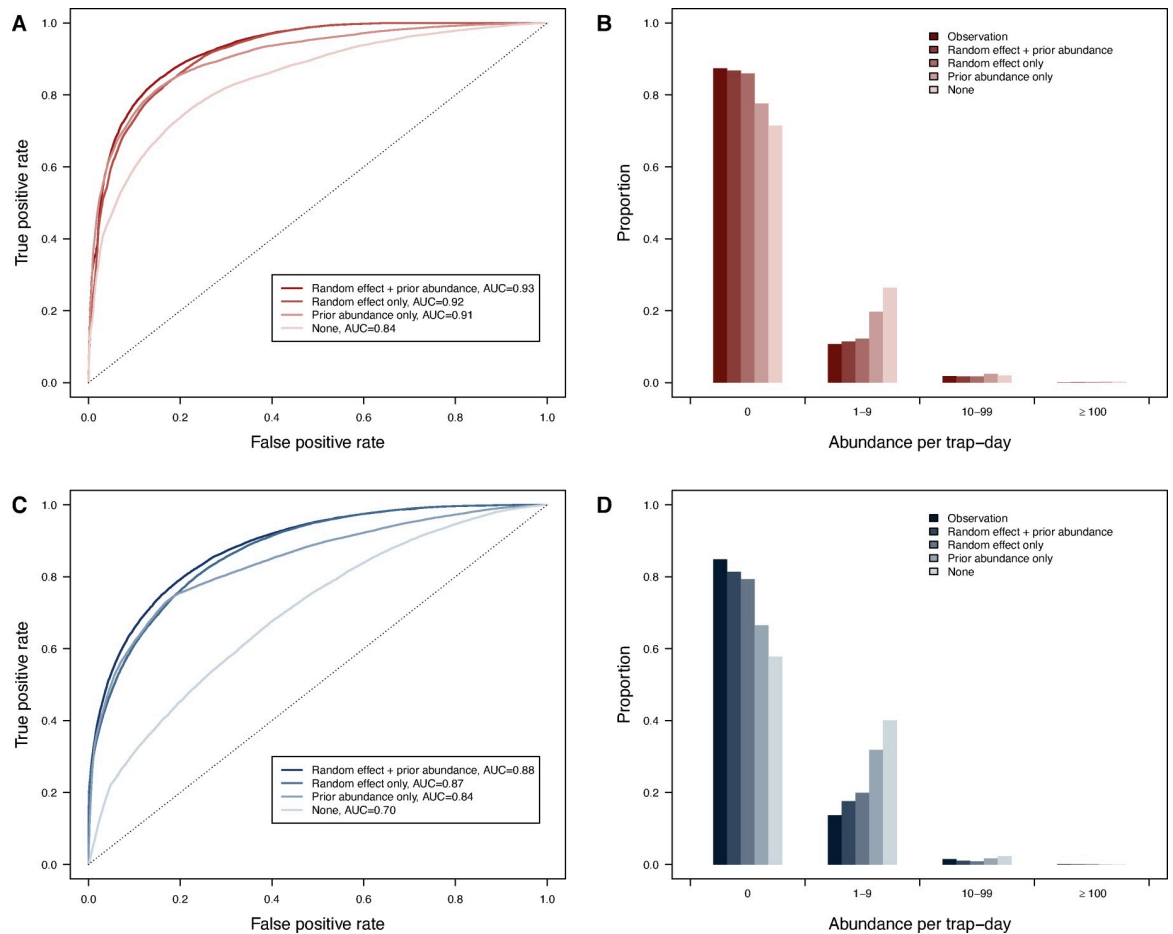 A
True positive rate
1.0
0.8
0.6
0.4
0.2
0.0
Random effect + prior abundance, AUC=0.93
Random effect only, AUC=0.92
Prior abundance only, AUC=0.91
None, AUC=0.84
0.0 0.2 0.4 0.6 0.8 1.0
False positive rate
B
Proportion
1.0
0.8
0.6
0.4
0.2
0.0
Observation
Random effect + prior abundance
Random effect only
Prior abundance only
None
0 1−9 10−99 ≥ 100
Abundance per trap−day
C
True positive rate
1.0
0.8
0.6
0.4
0.2
0.0
Random effect + prior abundance, AUC=0.88
Random effect only, AUC=0.87
Prior abundance only, AUC=0.84
None, AUC=0.70
0.0 0.2 0.4 0.6 0.8 1.0
False positive rate
D
Proportion
1.0
0.8
0.6
0.4
0.2
0.0
Observation
Random effect + prior abundance
Random effect only
Prior abundance only
None
0 1−9 10−99 ≥ 100
Abundance per trap−day